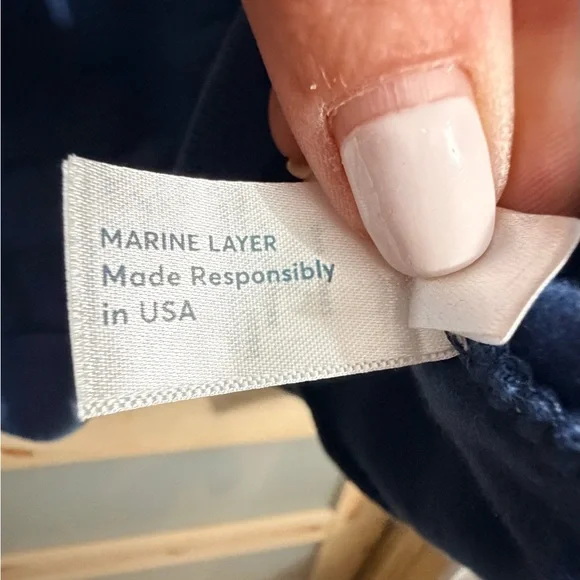 MARINE LAYER
Made Responsibly
in USA